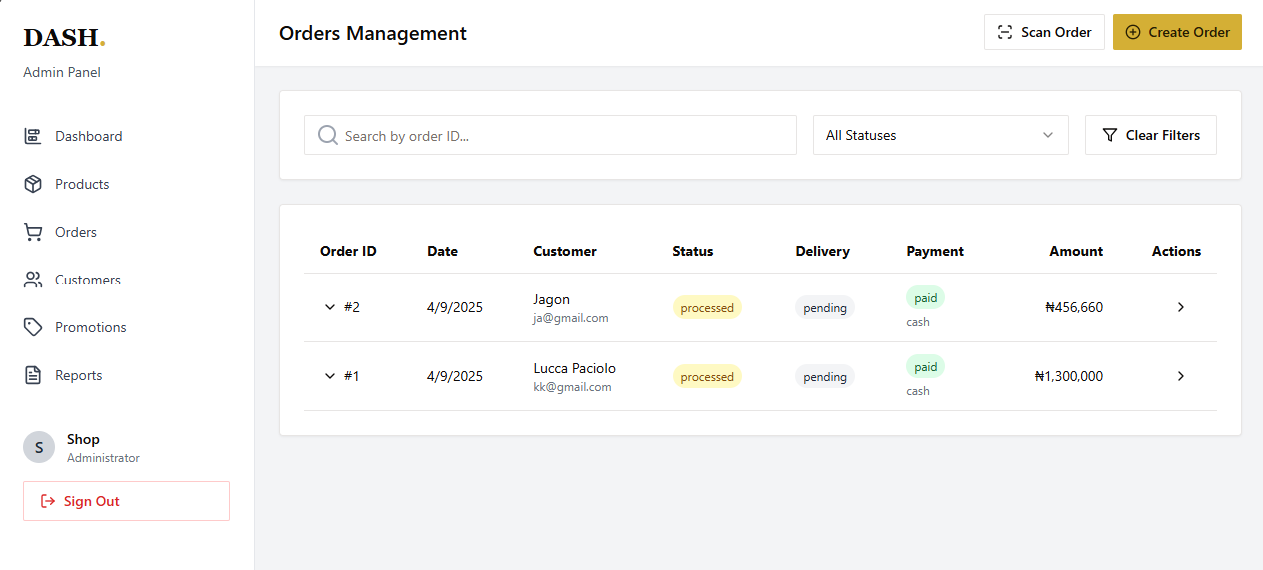 DASH.
Admin Panel
Dashboard
Products
Orders
Customers
Promotions
Reports
S
Shop
Administrator
Sign Out
Orders Management
Scan Order
Create Order
Search by order ID...
All Statuses
Clear Filters
Order ID Date Customer Status Delivery Payment Amount Actions
#2 4/9/2025 Jagon processed pending paid ₦456,660
ja@gmail.com cash
#1 4/9/2025 Lucca Paciolo processed pending paid ₦1,300,000
kk@gmail.com cash